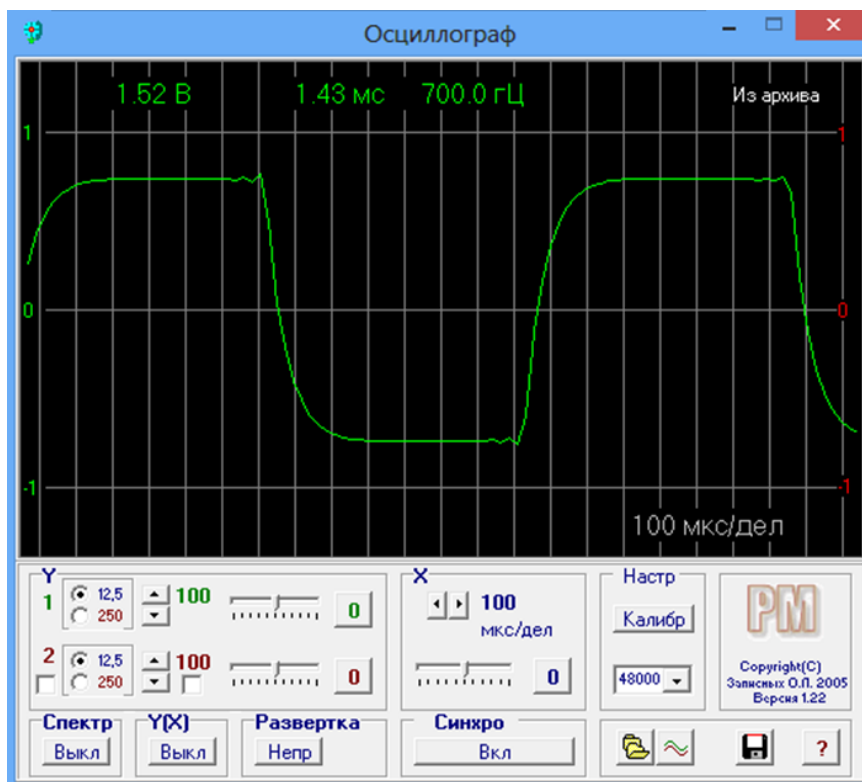 Осциллограф
1.52 В 1.43 мс 700.0 гЦ Из архива
1 1
0 0
-1 -1
100 мкс/дел
Y X Настр
1 12,5 100 0 100 Калибр PM
250 мкс/дел
2 12,5 100 0 0 48000 Copyright(C)
250 Записных О.Л. 2005
Версия 1.22
Спектр Y(X) Развертка Синхро
Выкл Выкл Непр Вкл ?